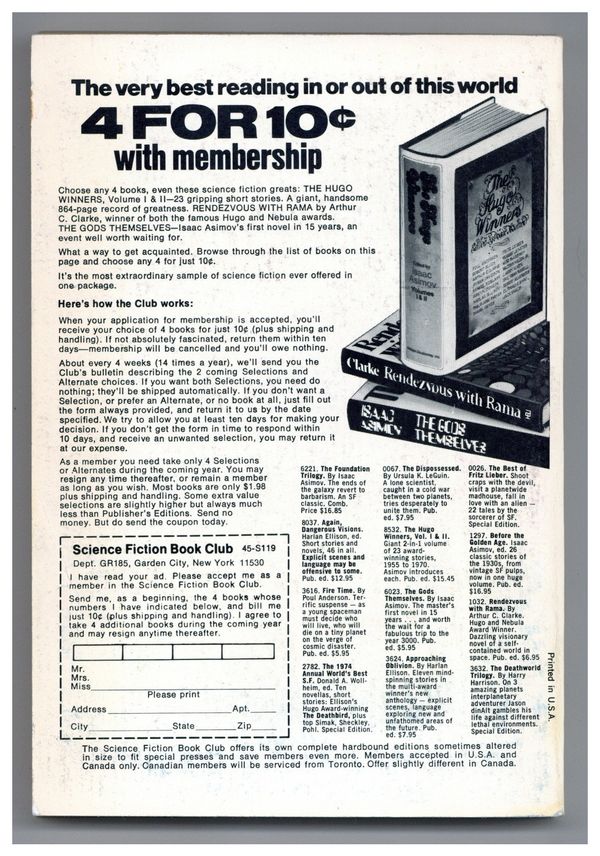 The very best reading in or out of this world
4 FOR 10¢
with membership
Choose any 4 books, even these science fiction greats: THE HUGO
WINNERS, Volume I & II—23 gripping short stories. A giant, handsome
864-page record of greatness. RENDEZVOUS WITH RAMA by Arthur
C. Clarke, winner of both the famous Hugo and Nebula awards.
THE GODS THEMSELVES—Isaac Asimov's first novel in 15 years, an
event well worth waiting for.
What a way to get acquainted. Browse through the list of books on this
page and choose any 4 for just 10¢.
It's the most extraordinary sample of science fiction ever offered in
one package.
Here's how the Club works:
When your application for membership is accepted, you'll
receive your choice of 4 books for just 10¢ (plus shipping and
handling). If not absolutely fascinated, return them within ten
days—membership will be cancelled and you'll owe nothing.
About every 4 weeks (14 times a year), we'll send you the
Club's bulletin describing the 2 coming Selections and
Alternate choices. If you want both Selections, you need do
nothing; they'll be shipped automatically. If you don't want a
Selection, or prefer an Alternate, or no book at all, just fill out
the form always provided, and return it to us by the date
specified. We try to allow you at least ten days for making your
decision. If you don't get the form in time to respond within
10 days, and receive an unwanted selection, you may return it
at our expense.
As a member you need take only 4 Selections
or Alternates during the coming year. You may
resign any time thereafter, or remain a member
as long as you wish. Most books are only $1.98
plus shipping and handling. Some extra value
selections are slightly higher but always much
less than Publisher's Editions. Send no
money. But do send the coupon today.
The Hugo Winners
Edited by
Isaac
Asimov
Volumes
I & II
The
Hugo
Winners
Clarke Rendezvous with Rama
ISAAC
ASIMOV
THE GODS
THEMSELVES
Science Fiction Book Club 45-S119
Dept. GR185, Garden City, New York 11530
I have read your ad. Please accept me as a
member in the Science Fiction Book Club.
Send me, as a beginning, the 4 books whose
numbers I have indicated below, and bill me
just 10¢ (plus shipping and handling). I agree to
take 4 additional books during the coming year
and may resign anytime thereafter.
Mr.
Mrs.
Miss
Please print
Address Apt.
City State Zip
6221. The Foundation
Trilogy. By Isaac
Asimov. The ends of
the galaxy revert to
barbarism. An SF
classic, Comb.
Price $16.85
8037. Again,
Dangerous Visions.
Harlan Ellison, ed.
Short stories and
novels, 46 in all.
Explicit scenes and
language may be
offensive to some.
Pub. ed. $12.95
3616. Fire Time. By
Poul Anderson. Ter-
rific suspense — as
a young spaceman
must decide who
will live, who will
die on a tiny planet
on the verge of
cosmic disaster.
Pub. ed. $5.95
2782. The 1974
Annual World's Best
S.F. Donald A. Woll-
heim, ed. Ten
novellas, short
stories: Ellison's
Hugo Award-winning
The Deathbird, plus
top Simak, Sheckley,
Pohl. Special Edition.
0067. The Dispossessed.
By Ursula K. LeGuin.
A lone scientist,
caught in a cold war
between two planets,
tries desperately to
unite them. Pub.
ed. $7.95
8532. The Hugo
Winners, Vol. I & II.
Giant 2-in-1 volume
of 23 award-
winning stories,
1955 to 1970.
Asimov introduces
each. Pub. ed. $15.45
6023. The Gods
Themselves. By Isaac
Asimov. The master's
first novel in 15
years . . . and worth
the wait for a
fabulous trip to the
year 3000. Pub.
ed. $5.95
3624. Approaching
Oblivion. By Harlan
Ellison. Eleven mind-
spinning stories in
the multi-award
winner's new
anthology — explicit
scenes, language
exploring new and
unfathomed areas of
the future. Pub.
ed. $7.95
0026. The Best of
Fritz Lieber. Shoot
craps with the devil,
visit a planetwide
madhouse, fall in
love with an alien —
22 tales by the
sorcerer of SF.
Special Edition.
1297. Before the
Golden Age. Isaac
Asimov, ed. 26
classic stories of
the 1930s, from
vintage SF pulps,
now in one huge
volume. Pub. ed.
$16.95
1032. Rendezvous
with Rama. By
Arthur C. Clarke.
Hugo and Nebula
Award Winner.
Dazzling visionary
novel of a self-
contained world in
space. Pub. ed. $6.95
3632. The Deathworld
Trilogy. By Harry
Harrison. On 3
amazing planets
interplanetary
adventurer Jason
dinAlt gambles his
life against different
lethal environments.
Special Edition.
Printed in U.S.A.
The Science Fiction Book Club offers its own complete hardbound editions sometimes altered
in size to fit special presses and save members even more. Members accepted in U.S.A. and
Canada only. Canadian members will be serviced from Toronto. Offer slightly different in Canada.